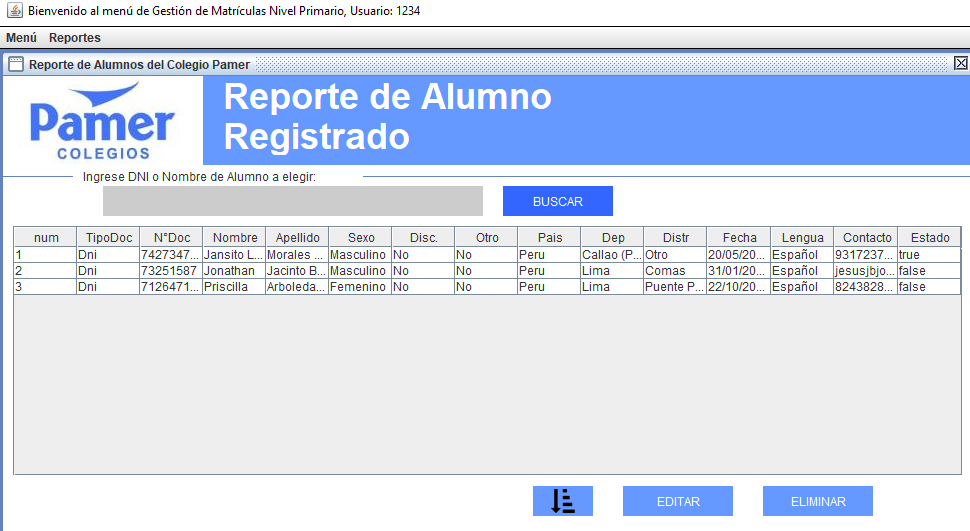 Bienvenido al menú de Gestión de Matrículas Nivel Primario, Usuario: 1234
Menú Reportes
Reporte de Alumnos del Colegio Pamer
Pamer
COLEGIOS
Reporte de Alumno
Registrado
Ingrese DNI o Nombre de Alumno a elegir:
BUSCAR
num TipoDoc N°Doc Nombre Apellido Sexo Disc. Otro Pais Dep Distr Fecha Lengua Contacto Estado
1 Dni 7427347... Jansito L... Morales ... Masculino No No Peru Callao (P... Otro 20/05/20... Español 9317237... true
2 Dni 73251587 Jonathan Jacinto B... Masculino No No Peru Lima Comas 31/01/20... Español jesusjbjo... false
3 Dni 7126471... Priscilla Arboleda... Femenino No No Peru Lima Puente P... 22/10/20... Español 8243828... false
EDITAR ELIMINAR